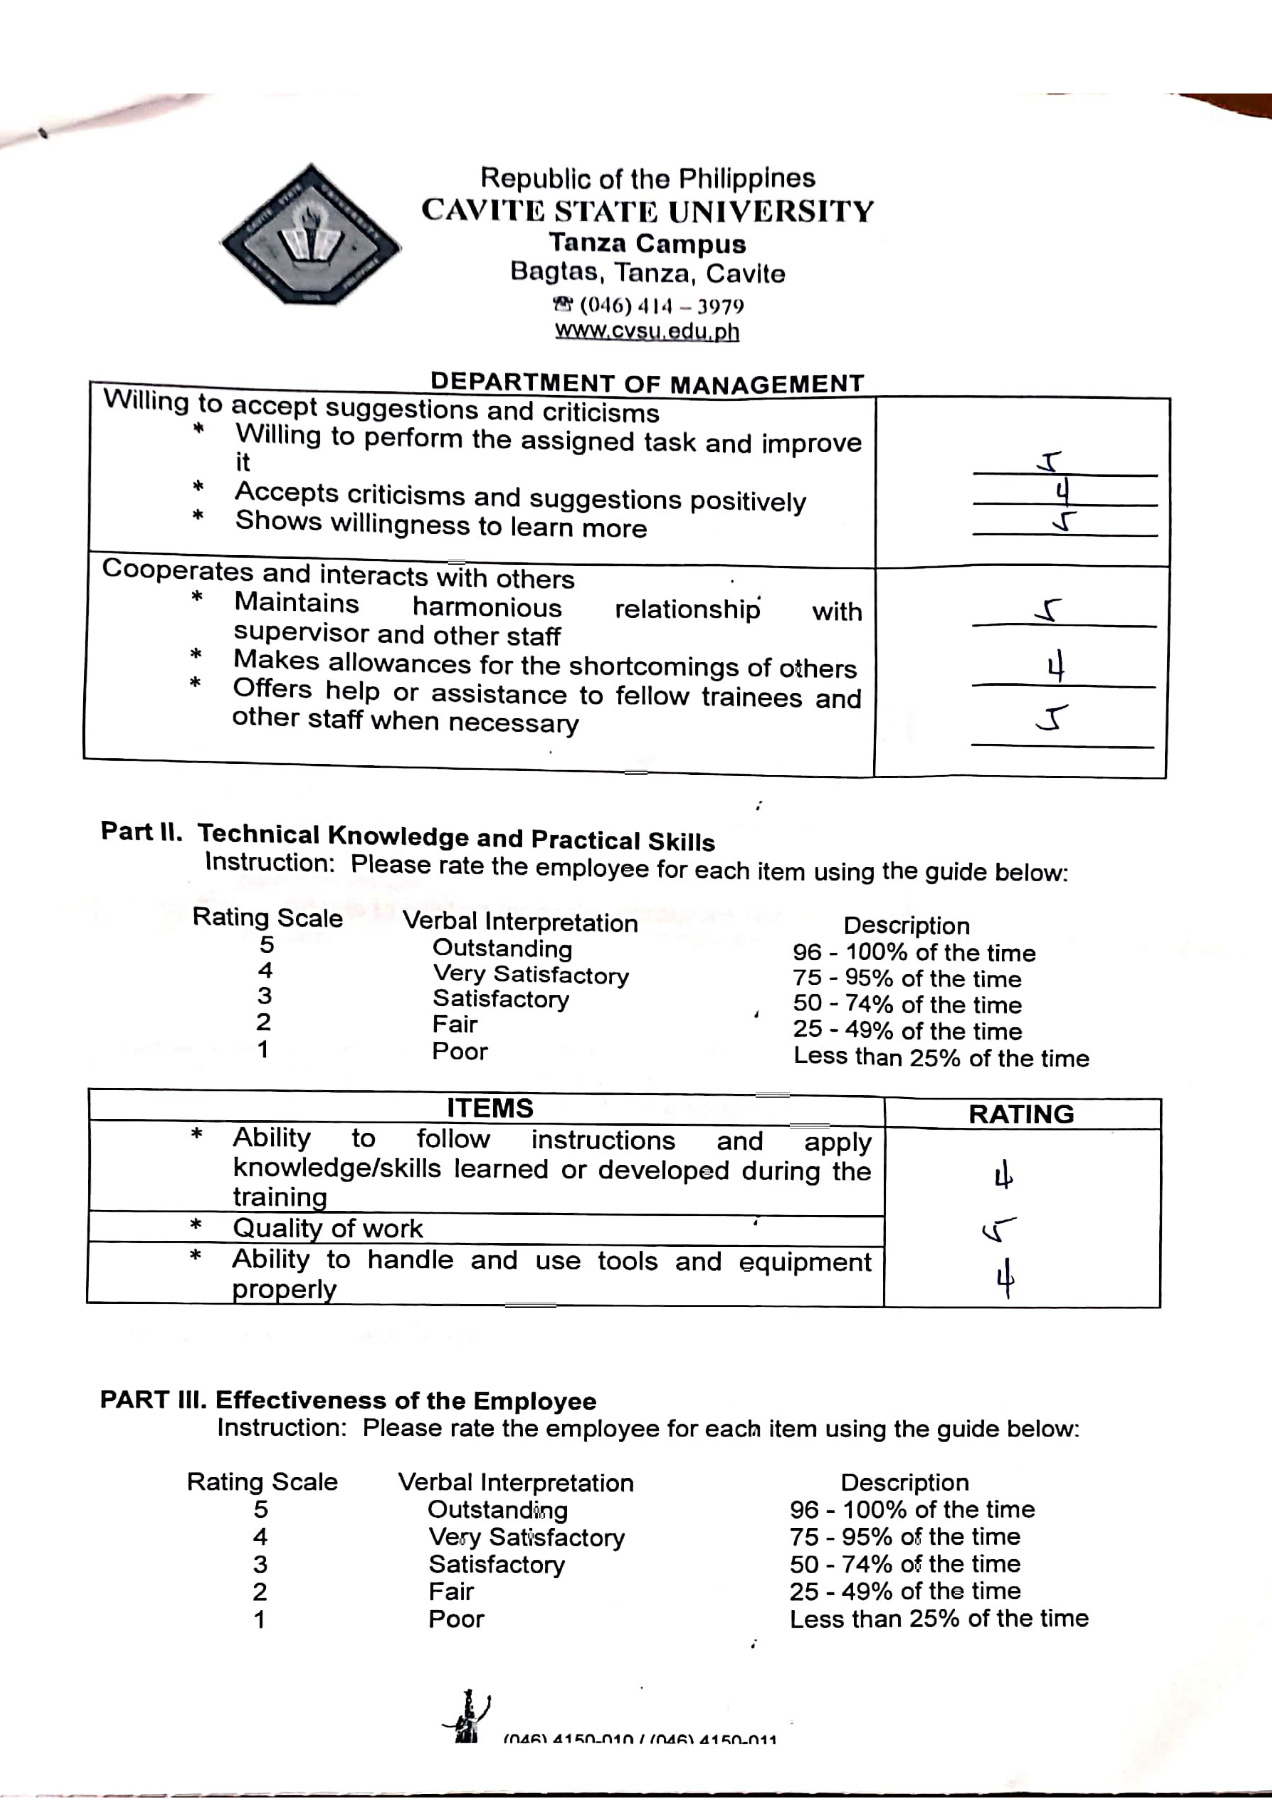 Republic of the Philippines
CAVITE STATE UNIVERSITY
Tanza Campus
Bagtas, Tanza, Cavite
☎ (046) 414 – 3979
www.cvsu.edu.ph
DEPARTMENT OF MANAGEMENT
Willing to accept suggestions and criticisms
* Willing to perform the assigned task and improve
it 5
* Accepts criticisms and suggestions positively 4
* Shows willingness to learn more 5
Cooperates and interacts with others
* Maintains harmonious relationship with 5
supervisor and other staff
* Makes allowances for the shortcomings of others 4
* Offers help or assistance to fellow trainees and 5
other staff when necessary
Part II. Technical Knowledge and Practical Skills
Instruction: Please rate the employee for each item using the guide below:
Rating Scale Verbal Interpretation Description
5 Outstanding 96 - 100% of the time
4 Very Satisfactory 75 - 95% of the time
3 Satisfactory 50 - 74% of the time
2 Fair 25 - 49% of the time
1 Poor Less than 25% of the time
ITEMS RATING
* Ability to follow instructions and apply
knowledge/skills learned or developed during the 4
training
* Quality of work 5
* Ability to handle and use tools and equipment 4
properly
PART III. Effectiveness of the Employee
Instruction: Please rate the employee for each item using the guide below:
Rating Scale Verbal Interpretation Description
5 Outstanding 96 - 100% of the time
4 Very Satisfactory 75 - 95% of the time
3 Satisfactory 50 - 74% of the time
2 Fair 25 - 49% of the time
1 Poor Less than 25% of the time
(046) 4150-010 / (046) 4150-011